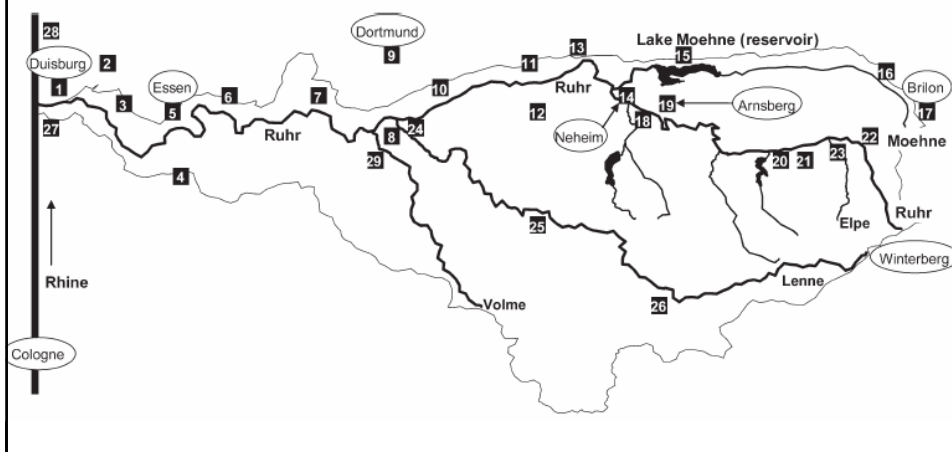 28
Dortmund
13
Lake Moehne (reservoir)
15
Duisburg
2
9
11
16
Essen
10
Brilon
1
3
5
6
7
Ruhr
14
19
Arnsberg
17
27
Ruhr
8
24
12
Neheim
18
22
Moehne
29
20
21
23
4
25
Elpe
Ruhr
Winterberg
Rhine
Lenne
Volme
26
Cologne